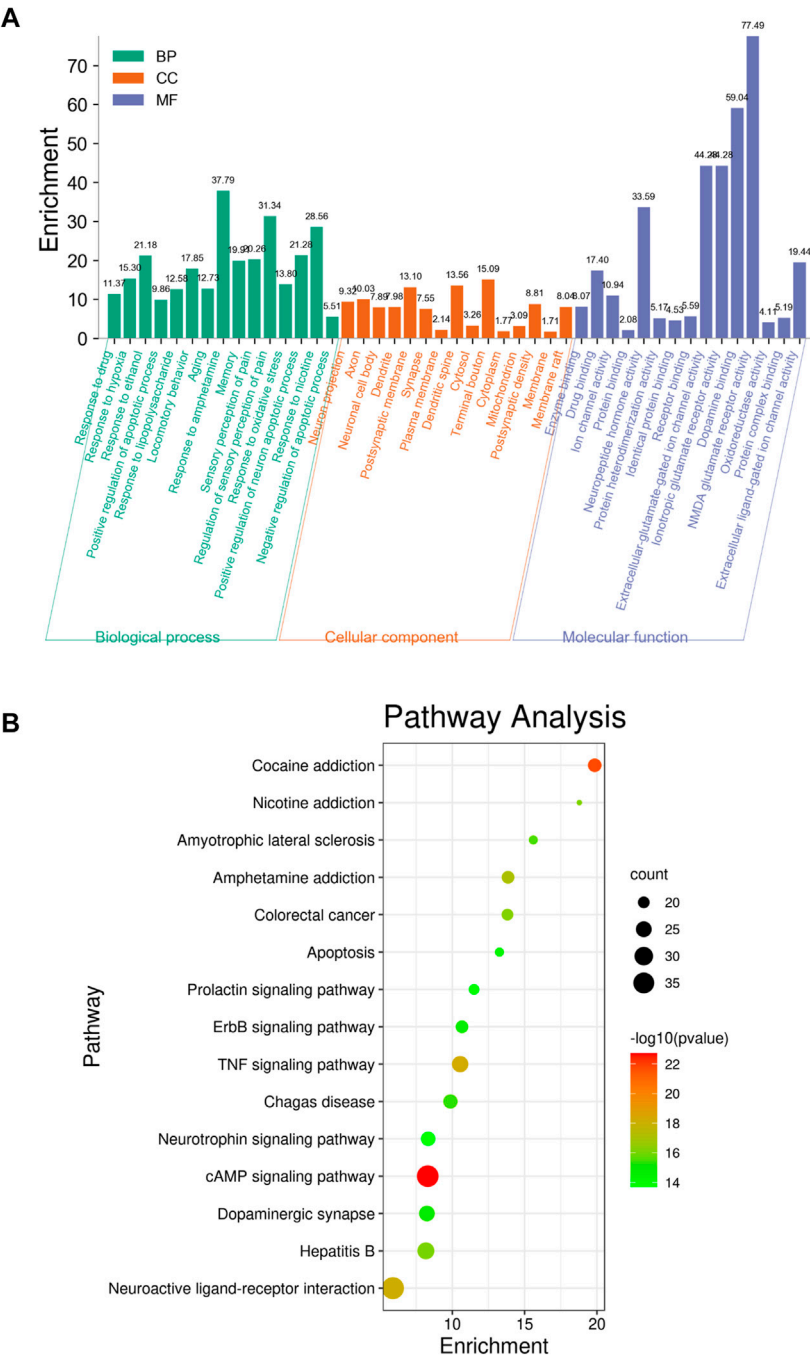 A
BP
CC
MF
Enrichment
70
60
50
40
30
20
10
0
11.37
15.30
21.18
9.86
12.58
17.85
12.73
37.79
19.91
20.26
31.34
13.80
21.28
28.56
5.51
9.32
10.03
7.89
7.98
13.10
7.55
2.14
13.56
3.26
15.09
1.77
3.09
8.81
1.71
8.04
8.07
17.40
10.94
2.08
33.59
5.17
4.53
5.59
44.28
44.28
59.04
77.49
4.11
5.19
19.44
Response to drug
Response to hypoxia
Response to ethanol
Positive regulation of apoptotic process
Response to lipopolysaccharide
Locomotory behavior
Aging
Response to amphetamine
Memory
Sensory perception of pain
Regulation of sensory perception of pain
Response to oxidative stress
Positive regulation of neuron apoptotic process
Response to nicotine
Negative regulation of apoptotic process
Neuron projection
Axon
Neuronal cell body
Dendrite
Postsynaptic membrane
Synapse
Plasma membrane
Dendritic spine
Cytosol
Terminal bouton
Cytoplasm
Mitochondrion
Postsynaptic density
Membrane
Membrane raft
Enzyme binding
Drug binding
Ion channel activity
Protein binding
Neuropeptide hormone activity
Protein heterodimerization activity
Identical protein binding
Receptor binding
Extracellular-glutamate-gated ion channel activity
Ionotropic glutamate receptor activity
Dopamine binding
NMDA glutamate receptor activity
Oxidoreductase activity
Protein complex binding
Extracellular ligand-gated ion channel activity
Biological process
Cellular component
Molecular function
B
Pathway Analysis
Pathway
Cocaine addiction
Nicotine addiction
Amyotrophic lateral sclerosis
Amphetamine addiction
Colorectal cancer
Apoptosis
Prolactin signaling pathway
ErbB signaling pathway
TNF signaling pathway
Chagas disease
Neurotrophin signaling pathway
cAMP signaling pathway
Dopaminergic synapse
Hepatitis B
Neuroactive ligand-receptor interaction
10
15
20
Enrichment
count
20
25
30
35
-log10(pvalue)
22
20
18
16
14